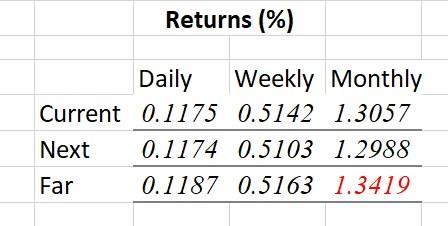 Returns (%)
Daily Weekly Monthly
Current 0.1175 0.5142 1.3057
Next 0.1174 0.5103 1.2988
Far 0.1187 0.5163 1.3419